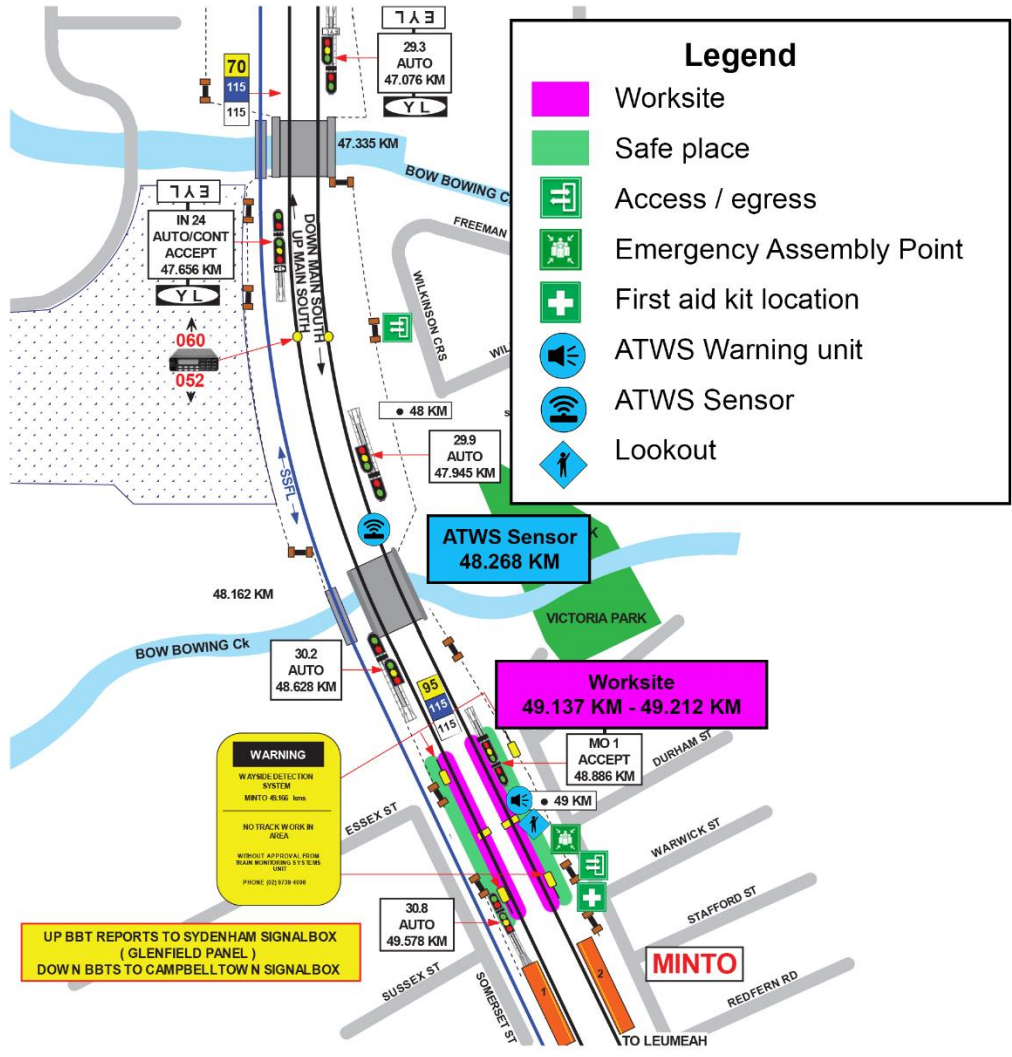 EYL
29.3
AUTO
47.076 KM
YL
70
115
115
47.335 KM
BOW BOWING C
EYL
IN 24
AUTO/CONT
ACCEPT
47.656 KM
YL
DOWN MAIN SOUTH
UP MAIN SOUTH
FREEMAN
WILKINSON CRS
WIL
060
052
48 KM
29.9
AUTO
47.945 KM
SSFL
ATWS Sensor
48.268 KM
K
VICTORIA PARK
48.162 KM
BOW BOWING Ck
30.2
AUTO
48.628 KM
95
115
115
Worksite
49.137 KM - 49.212 KM
MO 1
ACCEPT
48.886 KM
DURHAM ST
49 KM
WARNING
WAYSIDE DETECTION
SYSTEM
MINTO 49.166 kms
NO TRACK WORK IN
AREA
WITHOUT APPROVAL FROM
TRAIN MONITORING SYSTEMS
UNIT
ESSEX ST
WARWICK ST
STAFFORD ST
30.8
AUTO
49.578 KM
UP BBT REPORTS TO SYDENHAM SIGNALBOX
( GLENFIELD PANEL )
DOWN BBTS TO CAMPBELLTOWN SIGNALBOX
SUSSEX ST
SOMERSET ST
1
2
MINTO
REDFERN RD
TO LEUMEAH
Legend
Worksite
Safe place
Access / egress
Emergency Assembly Point
First aid kit location
ATWS Warning unit
ATWS Sensor
Lookout